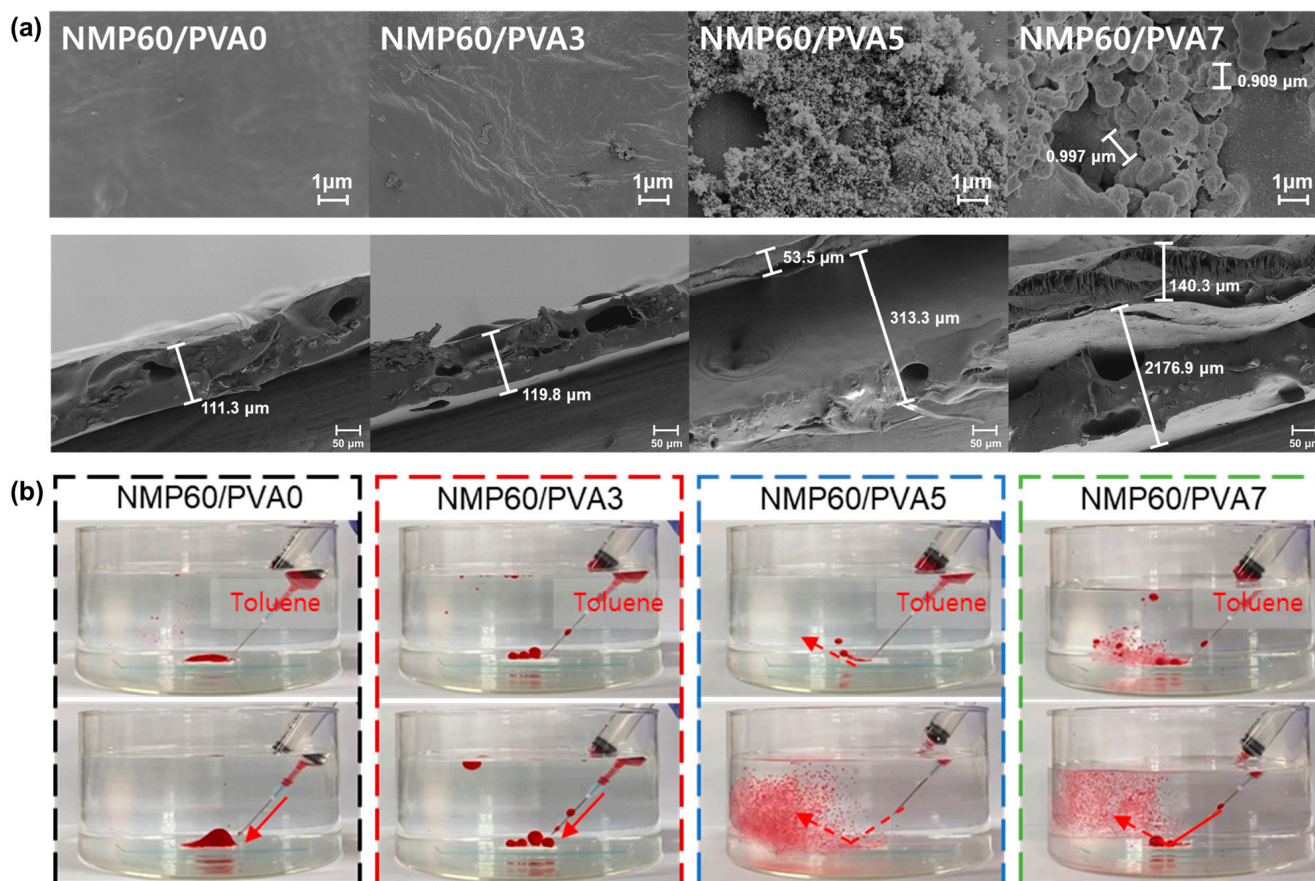 (a)
NMP60/PVA0
NMP60/PVA3
NMP60/PVA5
NMP60/PVA7
0.909 µm
0.997 µm
1µm
1µm
1µm
1µm
111.3 µm
119.8 µm
53.5 µm
313.3 µm
140.3 µm
2176.9 µm
50 µm
50 µm
50 µm
50 µm
(b)
NMP60/PVA0
NMP60/PVA3
NMP60/PVA5
NMP60/PVA7
Toluene
Toluene
Toluene
Toluene